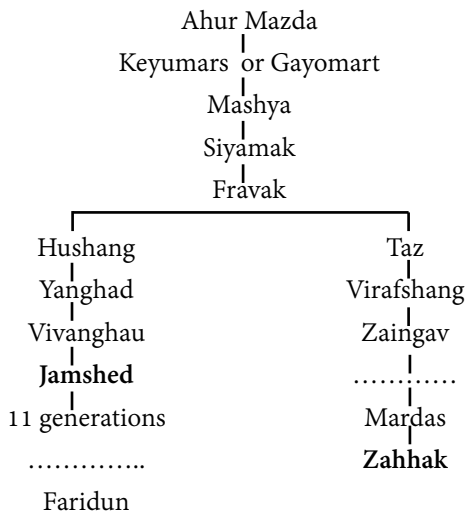 Ahur Mazda
Keyumars or Gayomart
Mashya
Siyamak
Fravak
Hushang
Yanghad
Vivanghau
Jamshed
11 generations
…………..
Faridun
Taz
Virafshang
Zaingav
…………
Mardas
Zahhak